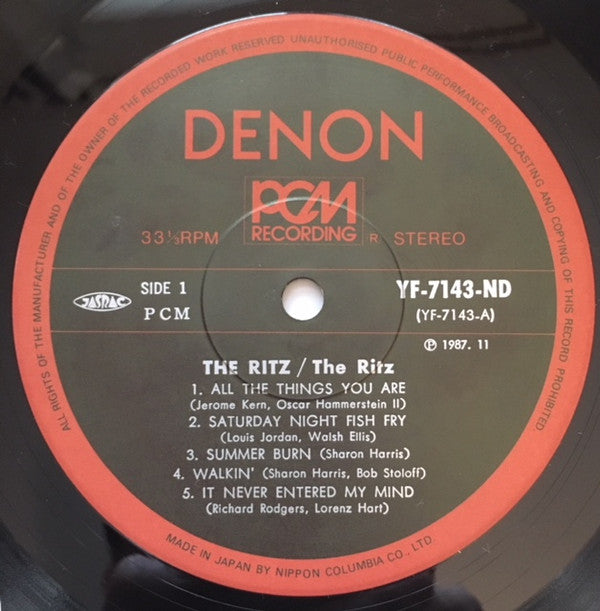 ALL RIGHTS OF THE MANUFACTURER AND OF THE OWNER OF THE RECORDED WORK RESERVED UNAUTHORISED PUBLIC PERFORMANCE BROADCASTING AND COPYING OF THIS RECORD PROHIBITED
DENON
PCM
RECORDING
33⅓RPM
R STEREO
JASRAC
SIDE 1
PCM
YF-7143-ND
(YF-7143-A)
Ⓟ 1987. 11
THE RITZ / The Ritz
1. ALL THE THINGS YOU ARE
(Jerome Kern, Oscar Hammerstein II)
2. SATURDAY NIGHT FISH FRY
(Louis Jordan, Walsh Ellis)
3. SUMMER BURN (Sharon Harris)
4. WALKIN' (Sharon Harris, Bob Stoloff)
5. IT NEVER ENTERED MY MIND
(Richard Rodgers, Lorenz Hart)
MADE IN JAPAN BY NIPPON COLUMBIA CO., LTD.